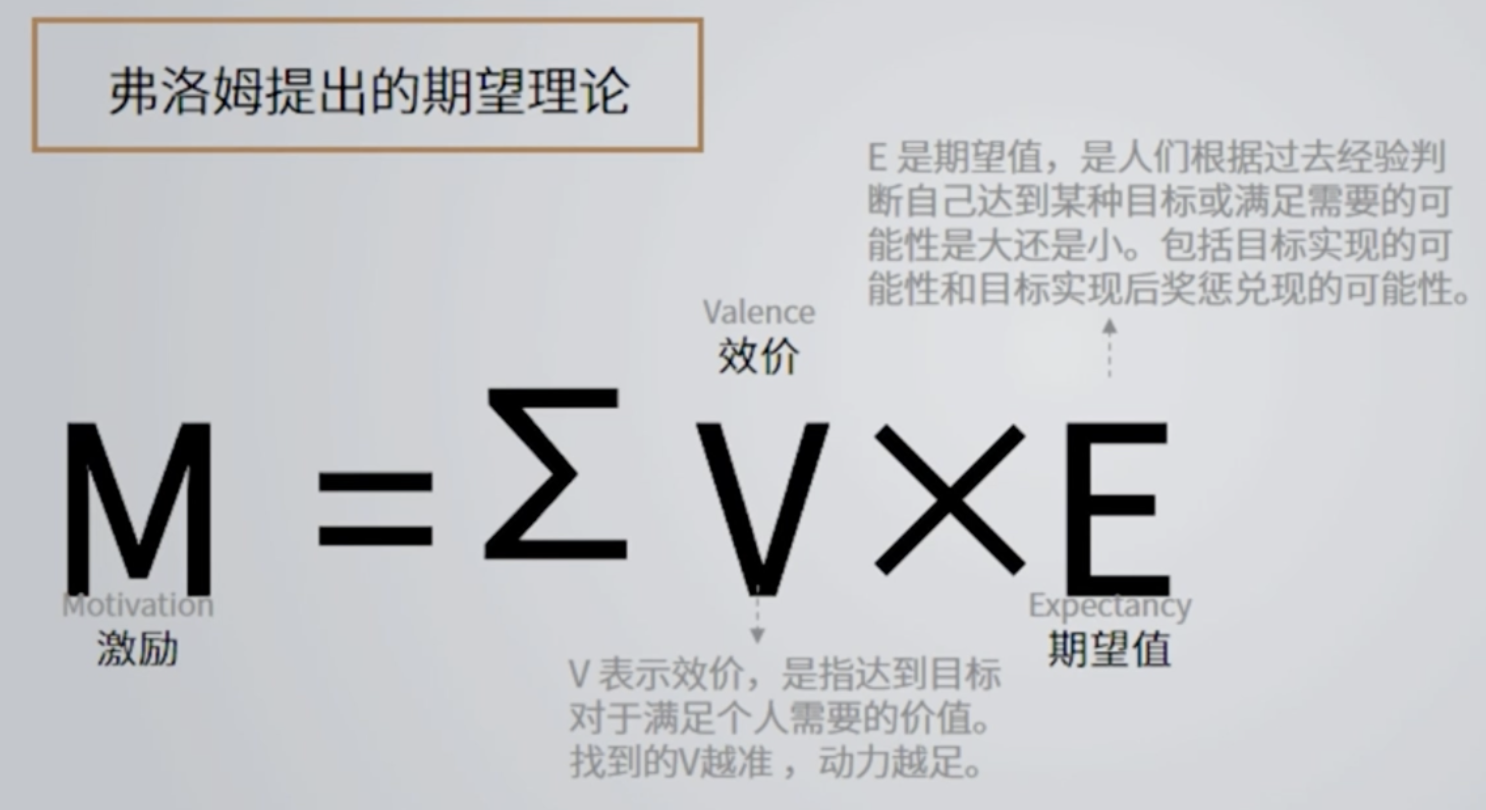 弗洛姆提出的期望理论
E 是期望值，是人们根据过去经验判
断自己达到某种目标或满足需要的可
能性是大还是小。包括目标实现的可
能性和目标实现后奖惩兑现的可能性。
Valence
效价
M = Σ V × E
Motivation
激励
Expectancy
期望值
V 表示效价，是指达到目标
对于满足个人需要的价值。
找到的V越准 ，动力越足。